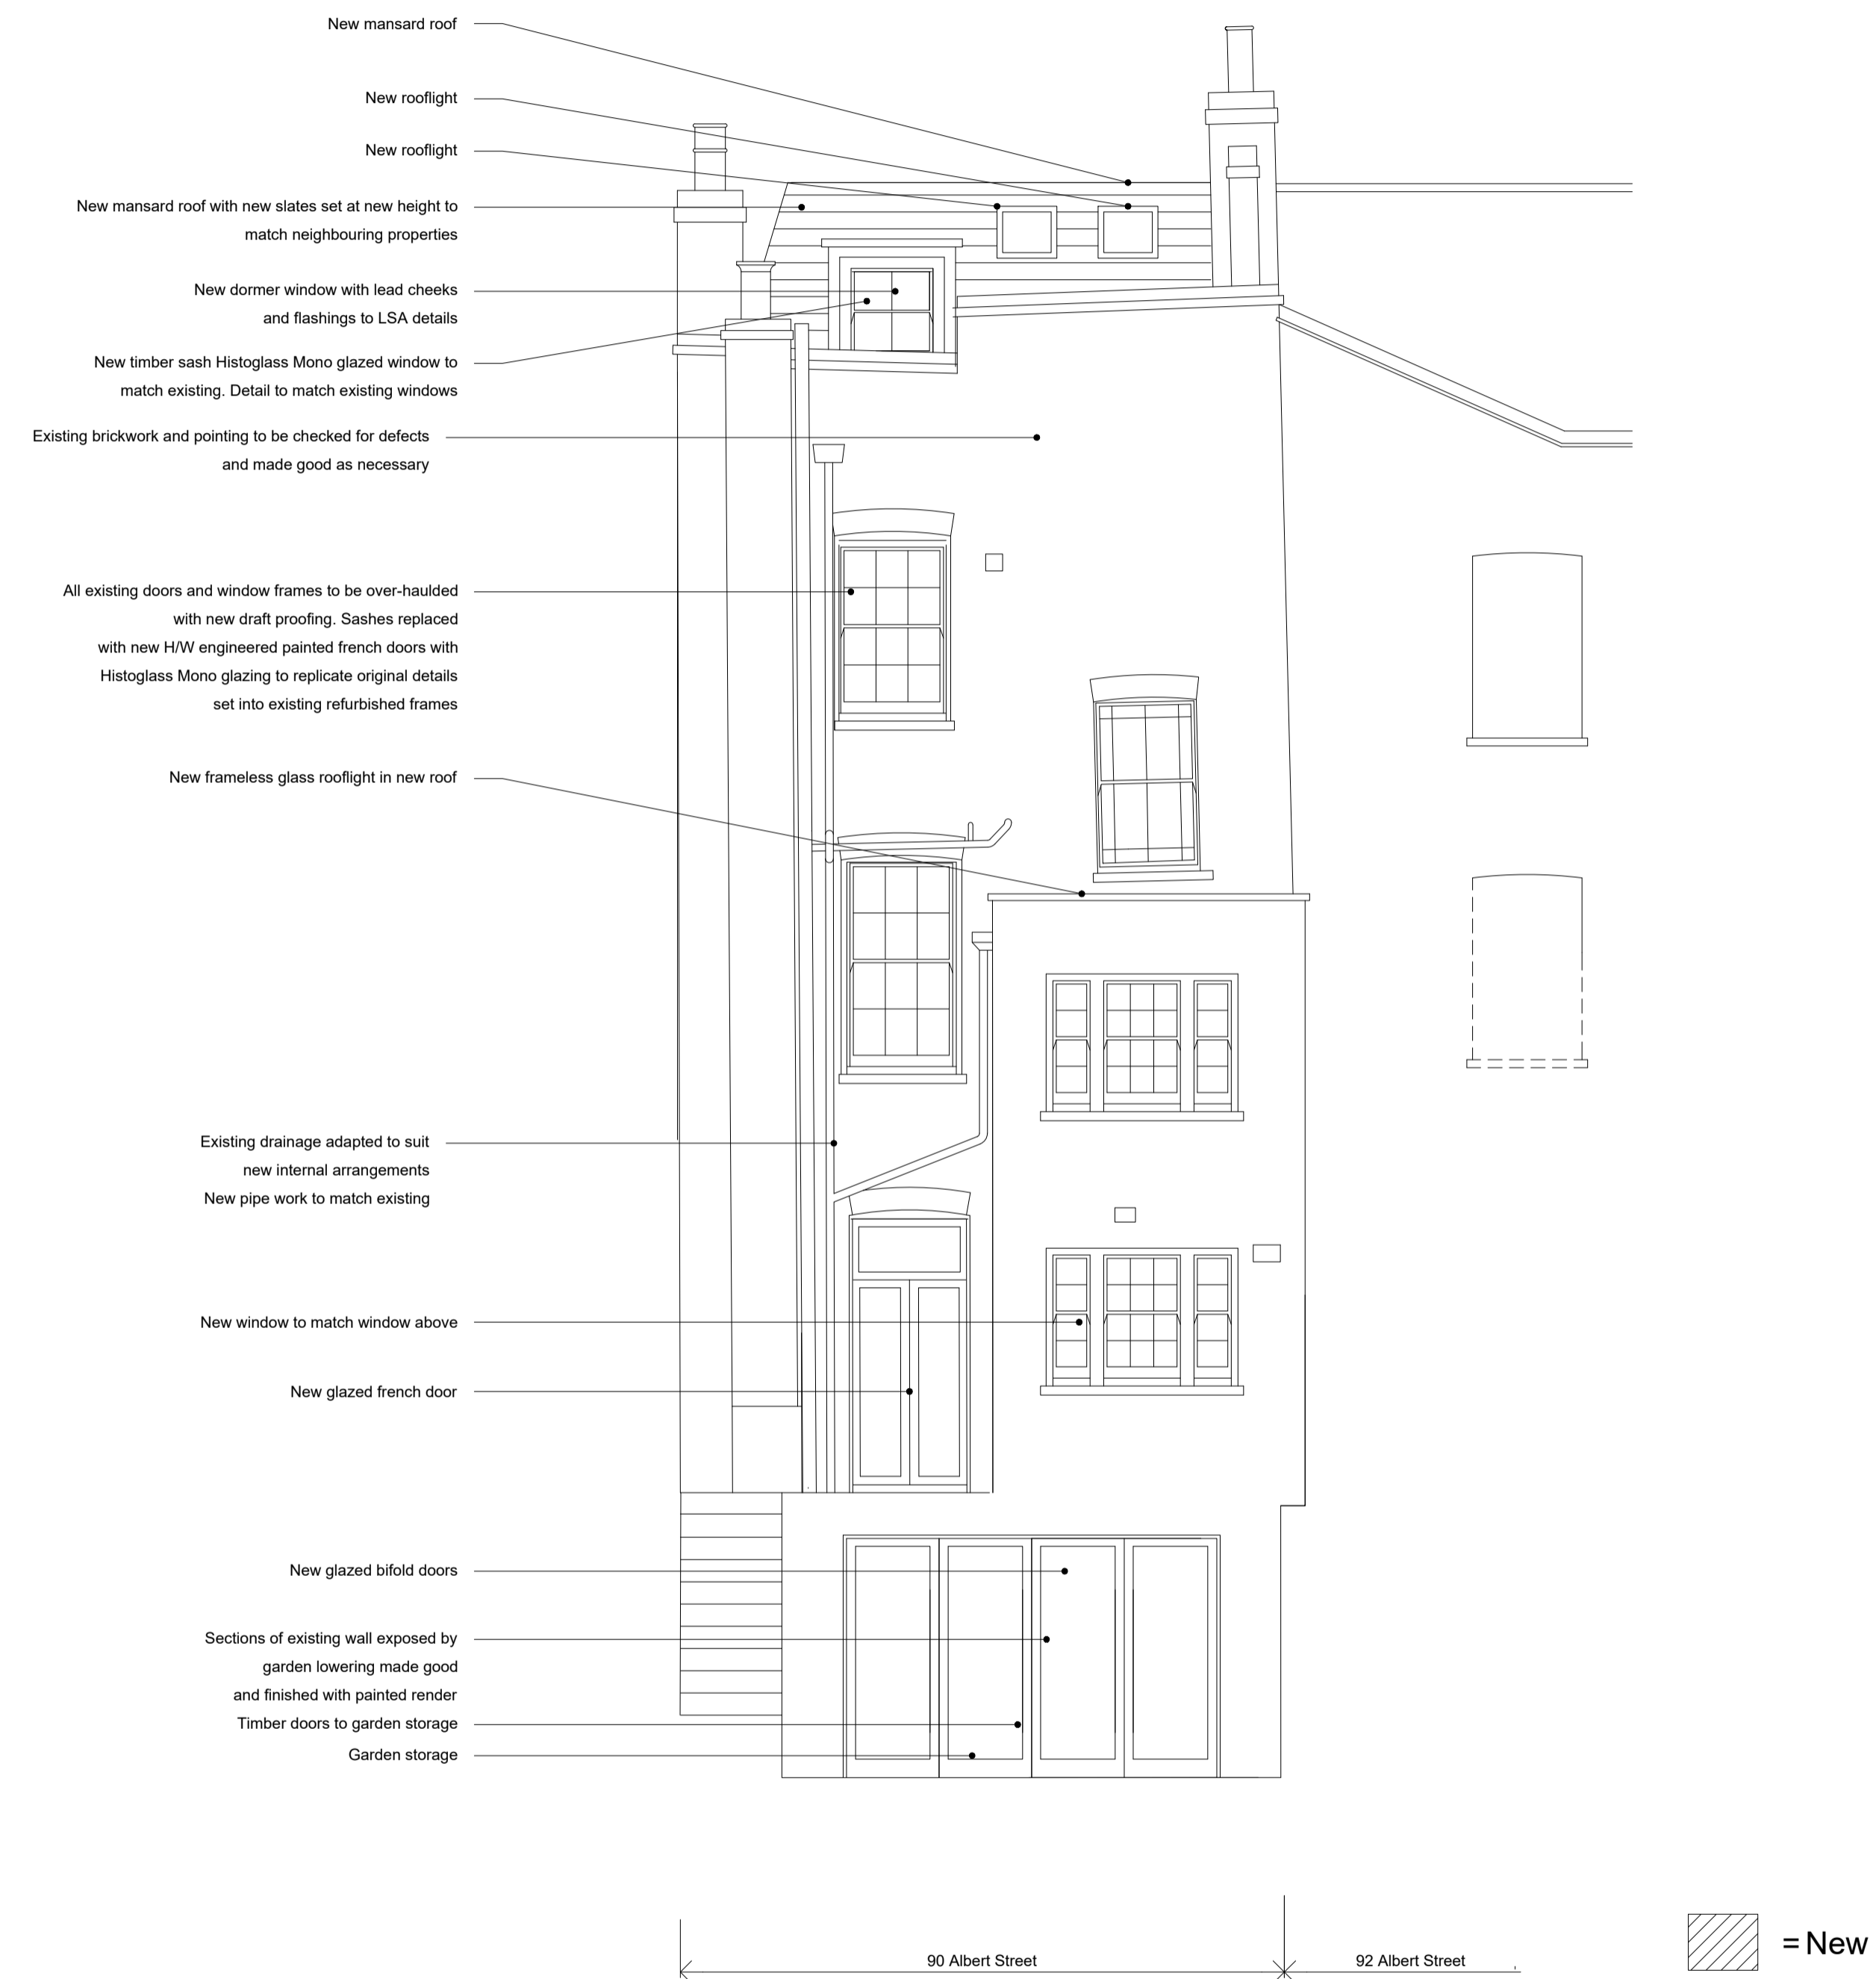 New mansard roof
New rooflight
New rooflight
New mansard roof with new slates set at new height to
match neighbouring properties
New dormer window with lead cheeks
and flashings to LSA details
New timber sash Histoglass Mono glazed window to
match existing. Detail to match existing windows
Existing brickwork and pointing to be checked for defects
and made good as necessary
All existing doors and window frames to be over-haulded
with new draft proofing. Sashes replaced
with new H/W engineered painted french doors with
Histoglass Mono glazing to replicate original details
set into existing refurbished frames
New frameless glass rooflight in new roof
Existing drainage adapted to suit
new internal arrangements
New pipe work to match existing
New window to match window above
New glazed french door
New glazed bifold doors
Sections of existing wall exposed by
garden lowering made good
and finished with painted render
Timber doors to garden storage
Garden storage
90 Albert Street
92 Albert Street
= New